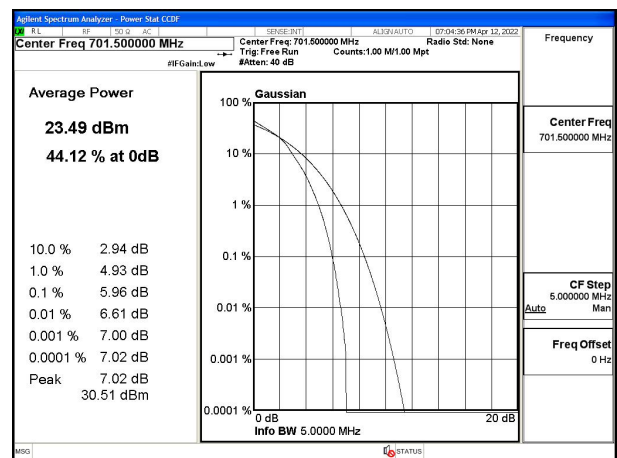 Agilent Spectrum Analyzer - Power Stat CCDF
RL RF 50 Ω AC SENSE:INT ALIGN AUTO 07:04:36 PM Apr 12, 2022
Center Freq 701.500000 MHz
Center Freq: 701.500000 MHz Radio Std: None
Trig: Free Run Counts:1.00 M/1.00 Mpt
#IFGain:Low #Atten: 40 dB
Frequency
Average Power
23.49 dBm
44.12 % at 0dB
10.0 % 2.94 dB
1.0 % 4.93 dB
0.1 % 5.96 dB
0.01 % 6.61 dB
0.001 % 7.00 dB
0.0001 % 7.02 dB
Peak 7.02 dB
30.51 dBm
Gaussian
100 %
10 %
1 %
0.1 %
0.01 %
0.001 %
0.0001 %
0 dB 20 dB
Info BW 5.0000 MHz
Center Freq
701.500000 MHz
CF Step
5.000000 MHz
Auto Man
Freq Offset
0 Hz
MSG STATUS